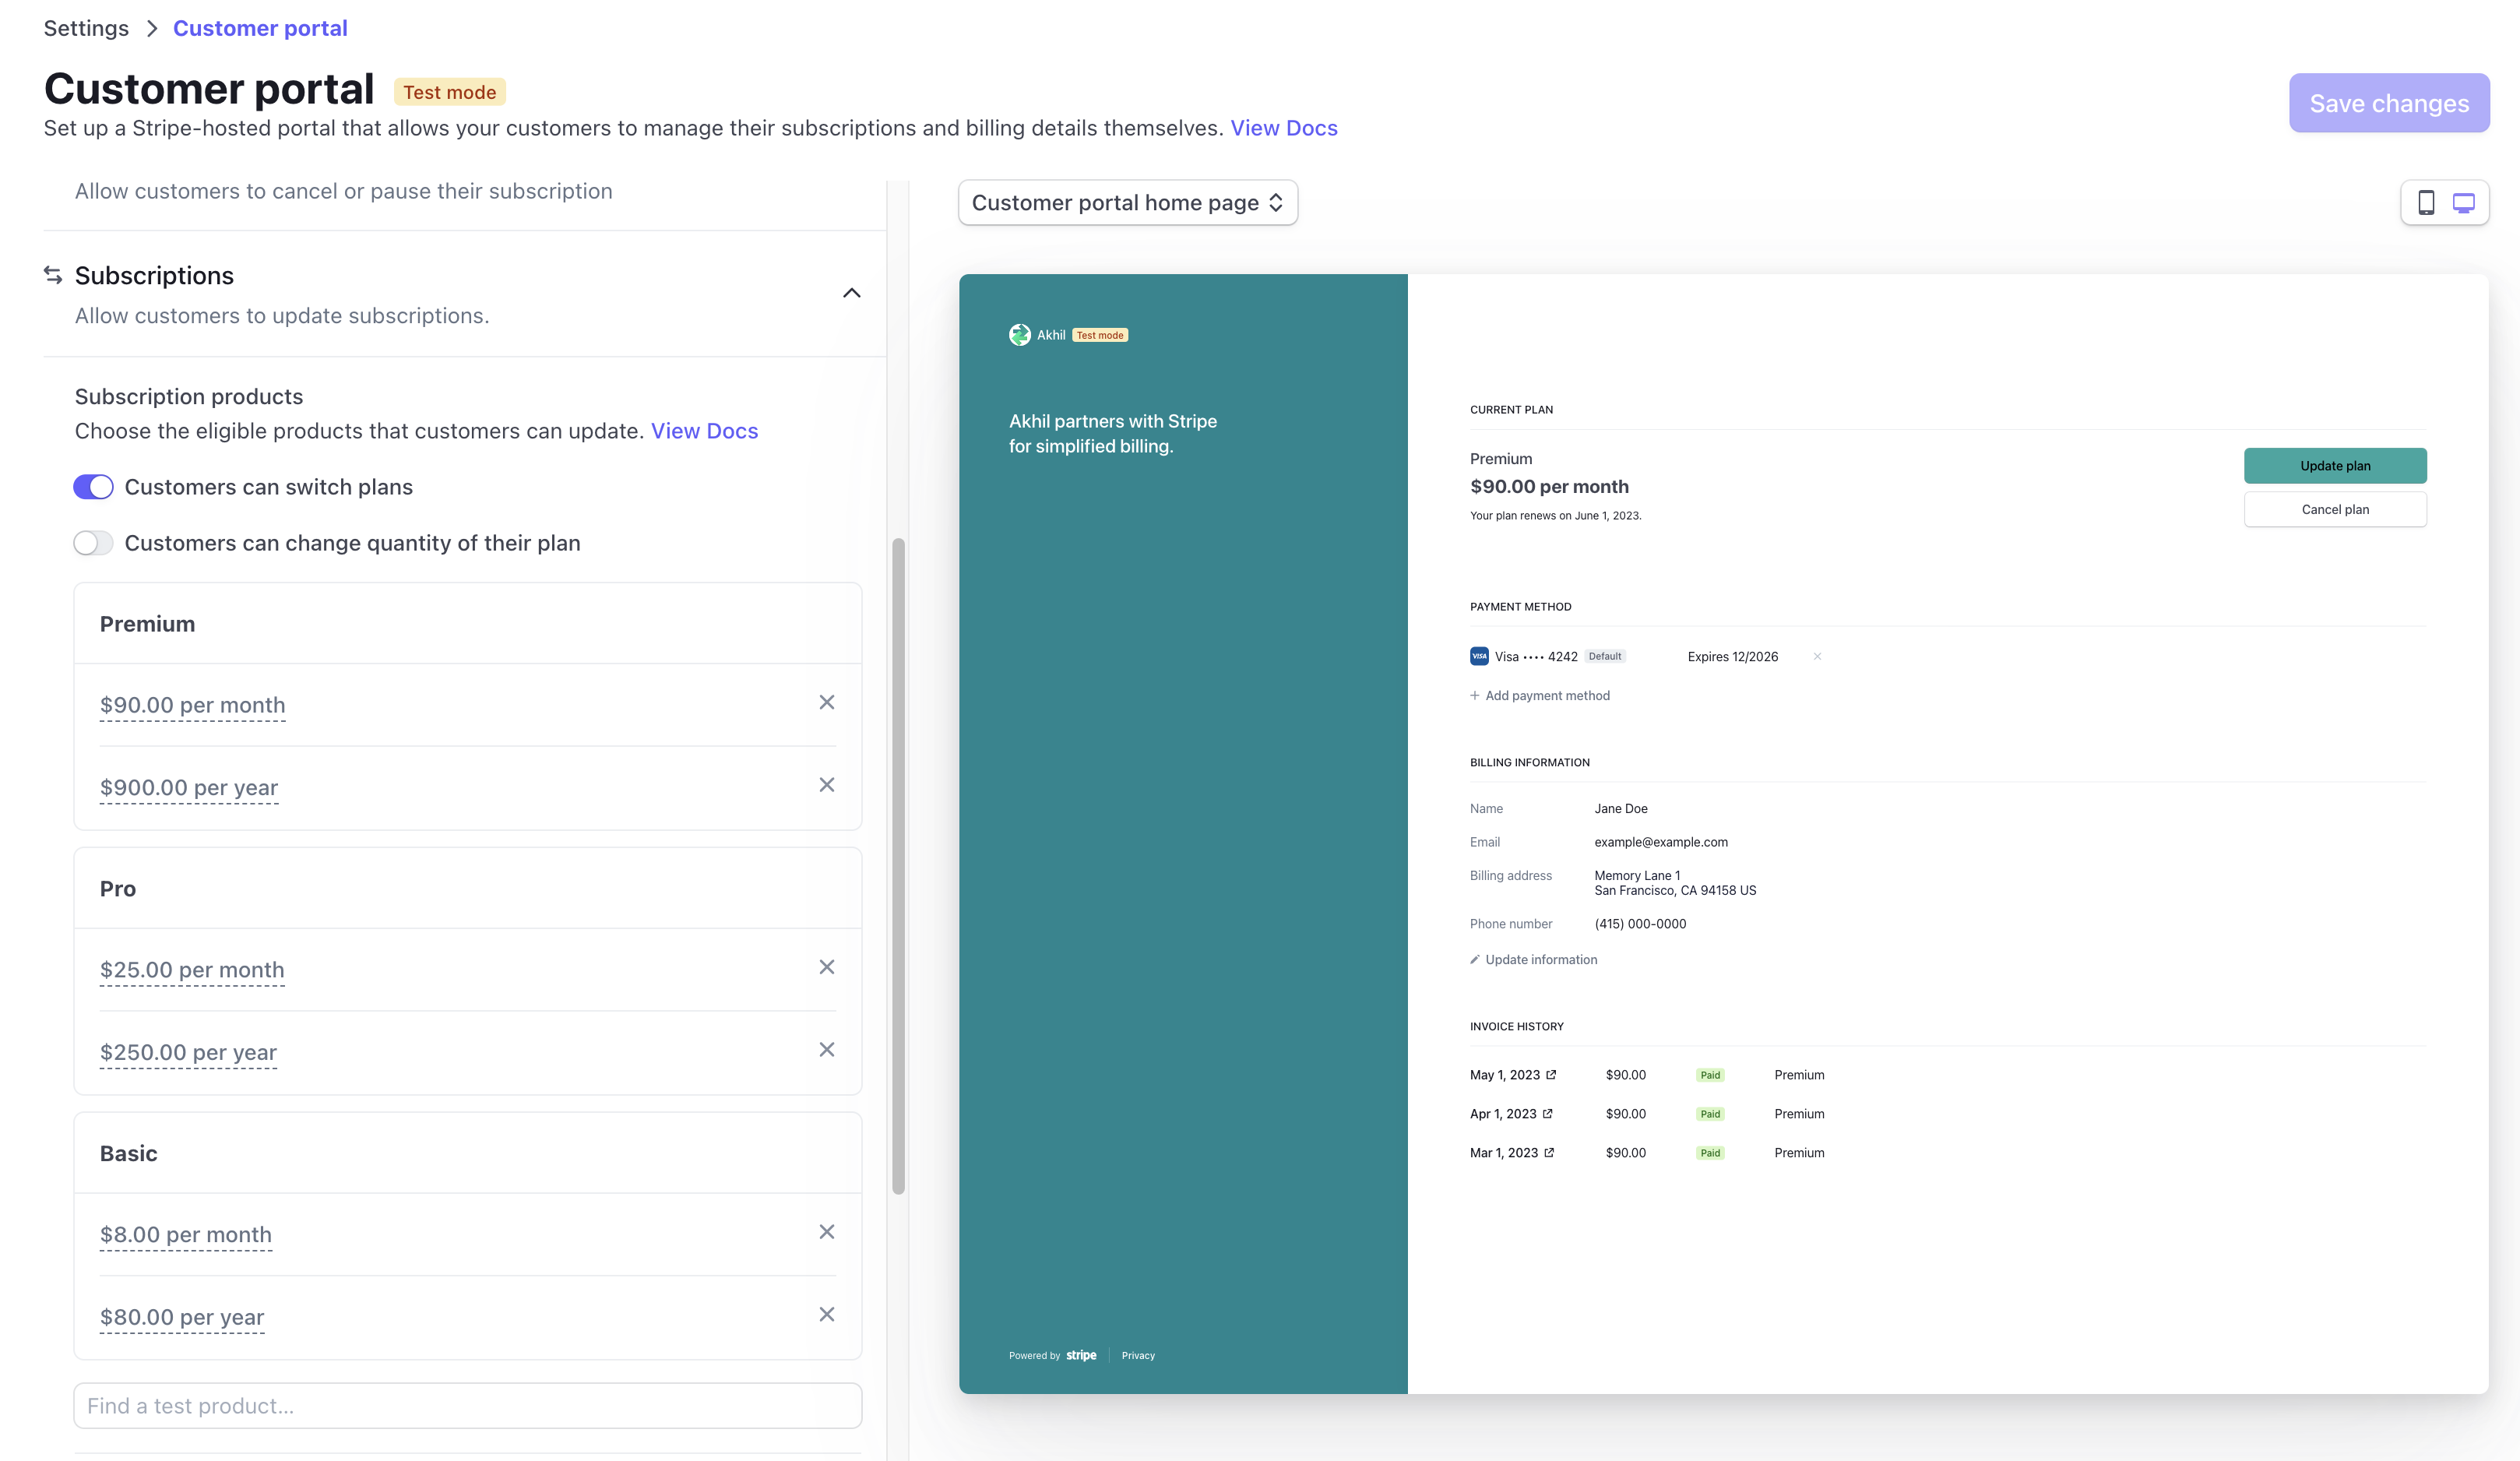 Settings > Customer portal
Customer portal Test mode
Set up a Stripe-hosted portal that allows your customers to manage their subscriptions and billing details themselves. View Docs
Save changes
Allow customers to cancel or pause their subscription
Subscriptions
Allow customers to update subscriptions.
Subscription products
Choose the eligible products that customers can update. View Docs
Customers can switch plans
Customers can change quantity of their plan
Premium
$90.00 per month
$900.00 per year
Pro
$25.00 per month
$250.00 per year
Basic
$8.00 per month
$80.00 per year
Find a test product...
Customer portal home page
Akhil Test mode
Akhil partners with Stripe
for simplified billing.
Powered by stripe Privacy
CURRENT PLAN
Premium
$90.00 per month
Your plan renews on June 1, 2023.
Update plan
Cancel plan
PAYMENT METHOD
VISA Visa •••• 4242 Default Expires 12/2026
Add payment method
BILLING INFORMATION
Name Jane Doe
Email example@example.com
Billing address Memory Lane 1
San Francisco, CA 94158 US
Phone number (415) 000-0000
Update information
INVOICE HISTORY
May 1, 2023 $90.00 Paid Premium
Apr 1, 2023 $90.00 Paid Premium
Mar 1, 2023 $90.00 Paid Premium